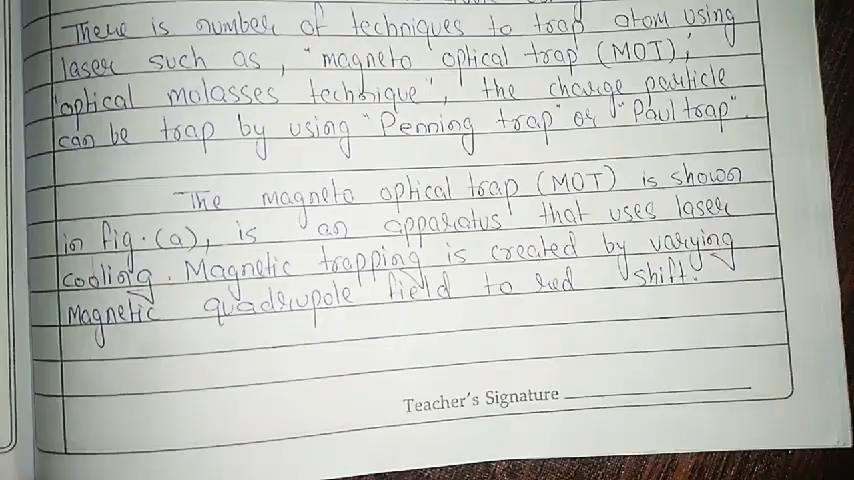 There is number of techniques to trap atom using
laser such as, "magneto optical trap (MOT),
"optical molasses technique", the charge particle
can be trap by using "Penning trap" or "Paul trap".
The magneto optical trap (MOT) is shown
in fig.(a), is an apparatus that uses laser
cooling. Magnetic trapping is created by varying
Magnetic quadrupole field to red shift.
Teacher's Signature